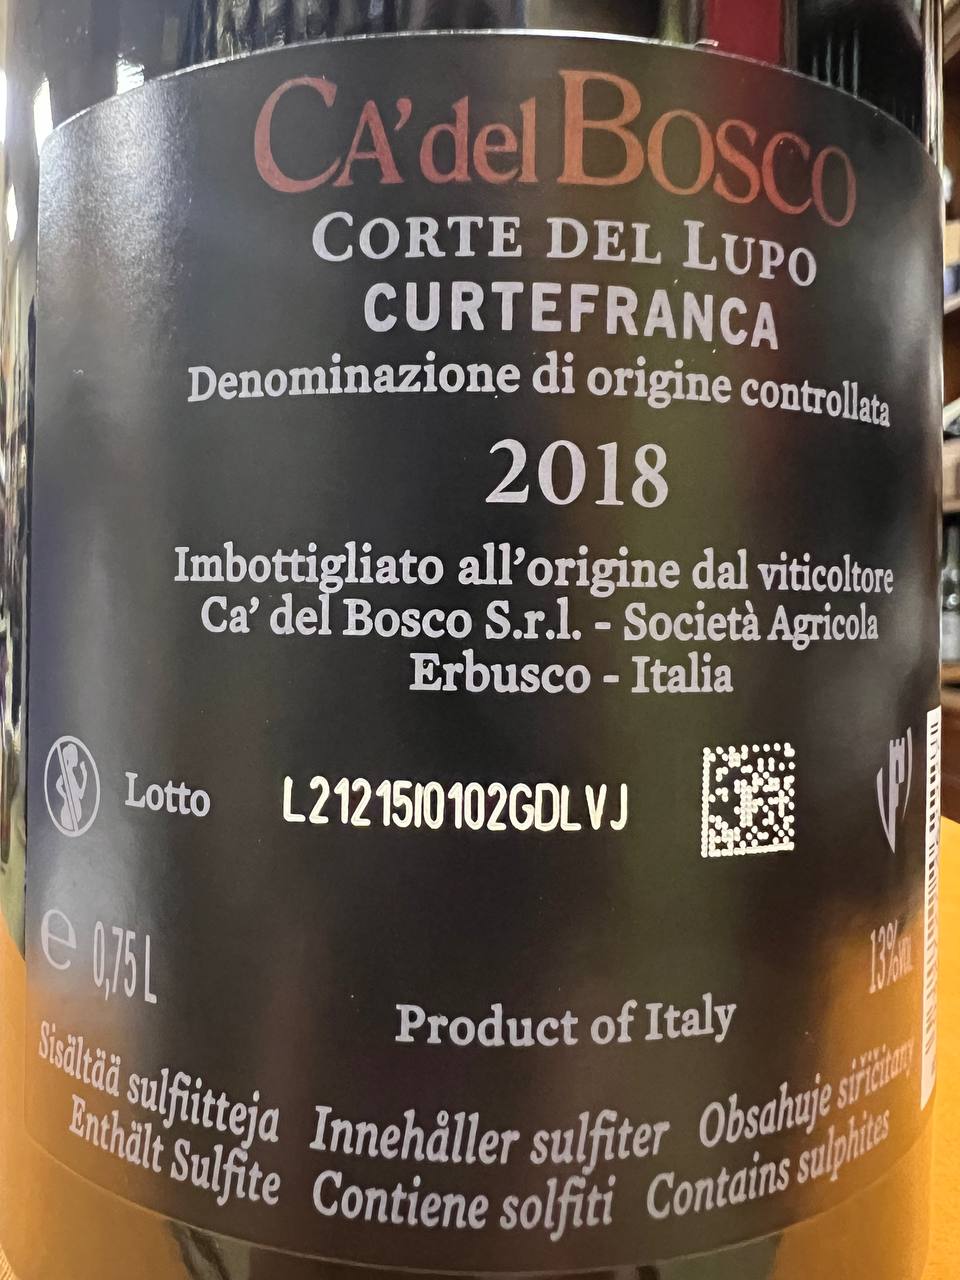 CA' del BOSCO
CORTE DEL LUPO
CURTEFRANCA
Denominazione di origine controllata
2018
Imbottigliato all'origine dal viticoltore
Ca' del Bosco S.r.l. - Società Agricola
Erbusco - Italia
Lotto L21215I0102GDLVJ
e 0,75 L 13%VOL
Product of Italy
Sisältää sulfiitteja Innehåller sulfiter Obsahuje siřičitany
Enthält Sulfite Contiene solfiti Contains sulphites